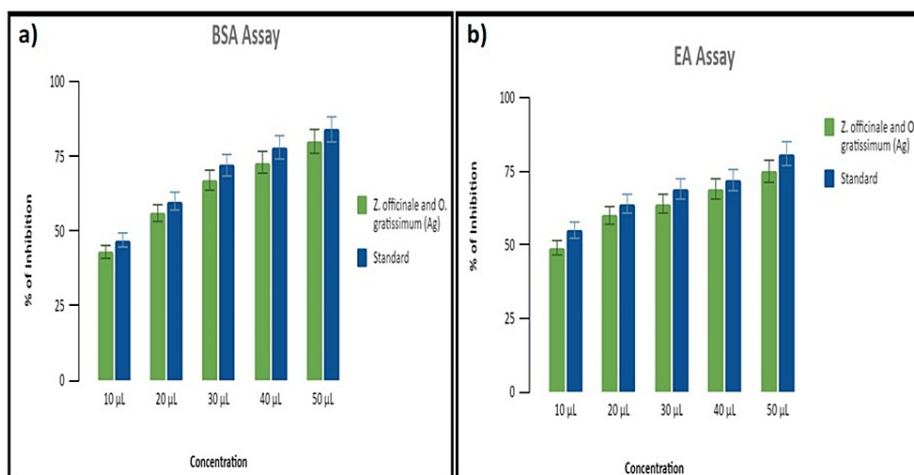 a)
BSA Assay
100
75
50
25
0
% of Inhibition
10 µL 20 µL 30 µL 40 µL 50 µL
Concentration
Z. officinale and O.
gratissimum (Ag)
Standard
b)
EA Assay
100
75
50
25
0
% of Inhibition
10 µL 20 µL 30 µL 40 µL 50 µL
Concentration
Z. officinale and O.
gratissimum (Ag)
Standard